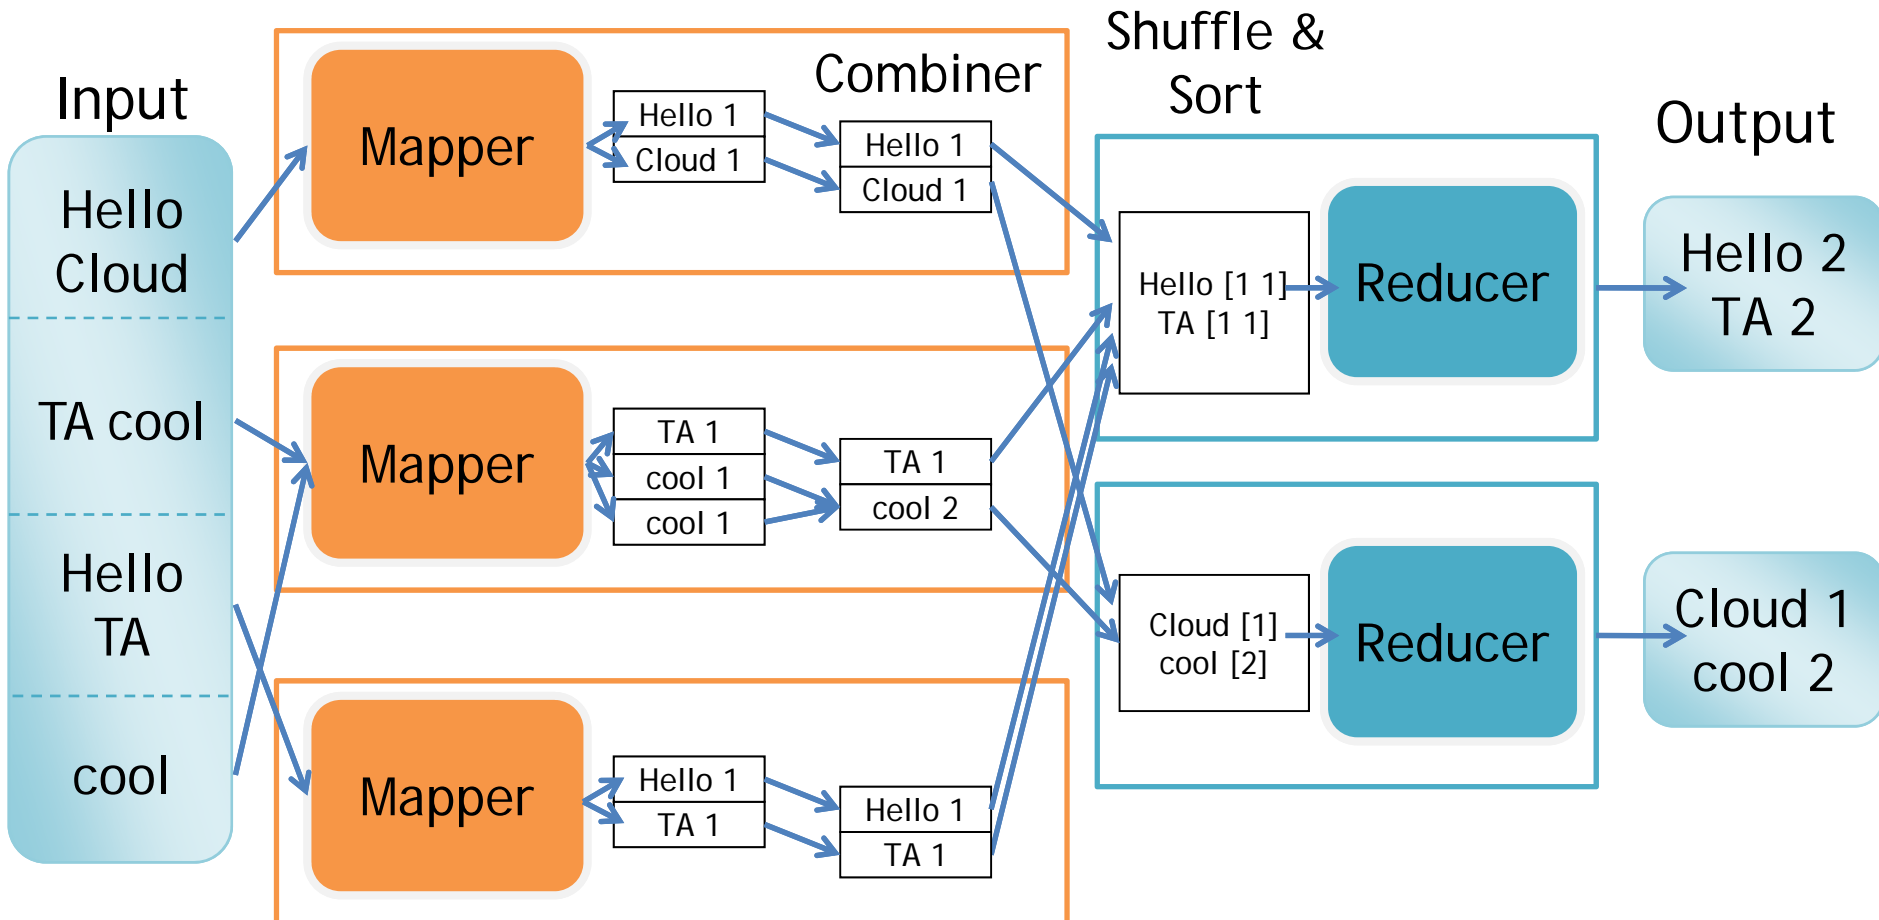 Input
Hello
Cloud
TA cool
Hello
TA
cool
Mapper
Hello 1
Cloud 1
Combiner
Hello 1
Cloud 1
Mapper
TA 1
cool 1
cool 1
TA 1
cool 2
Mapper
Hello 1
TA 1
Hello 1
TA 1
Shuffle &
Sort
Hello [1 1]
TA [1 1]
Reducer
Cloud [1]
cool [2]
Reducer
Output
Hello 2
TA 2
Cloud 1
cool 2